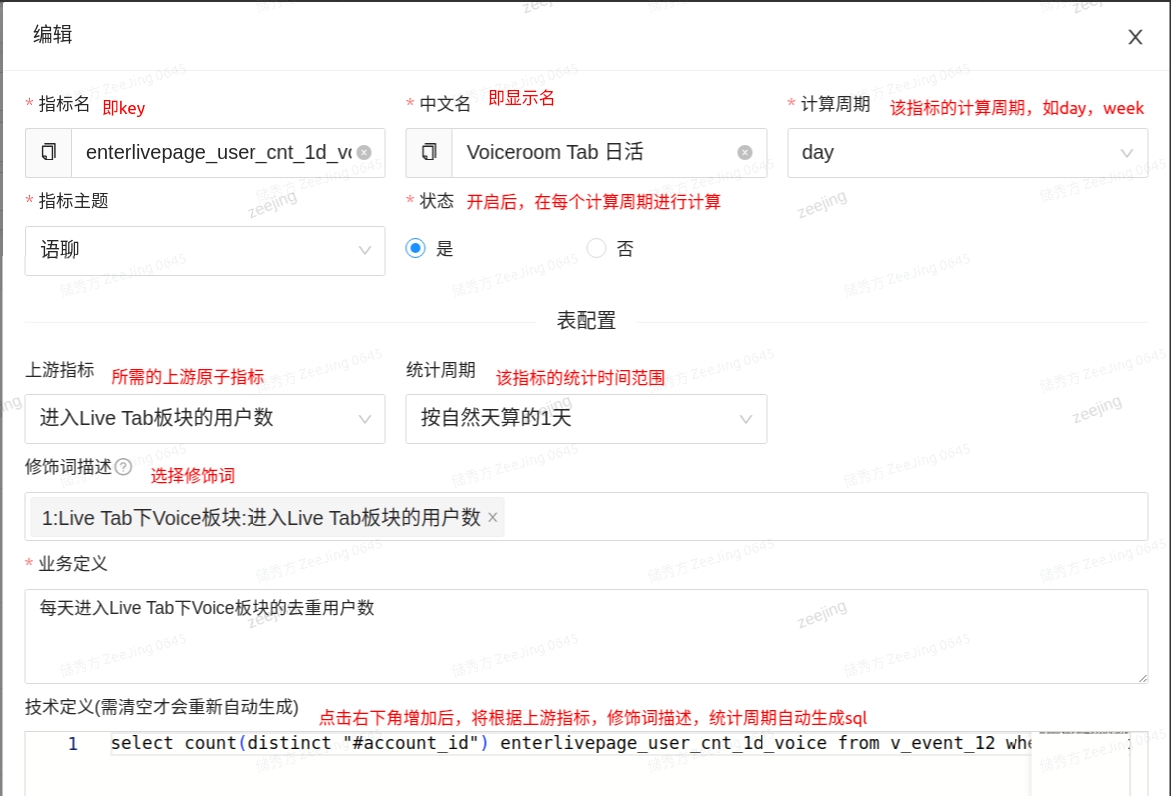 编辑
* 指标名 即key
* 中文名 即显示名
* 计算周期 该指标的计算周期，如day，week
enterlivepage_user_cnt_1d_vo
Voiceroom Tab 日活
day
* 指标主题
* 状态 开启后，在每个计算周期进行计算
语聊
是
否
表配置
上游指标 所需的上游原子指标
统计周期 该指标的统计时间范围
进入Live Tab板块的用户数
按自然天算的1天
修饰词描述 选择修饰词
1:Live Tab下Voice板块:进入Live Tab板块的用户数 ×
* 业务定义
每天进入Live Tab下Voice板块的去重用户数
技术定义(需清空才会重新自动生成) 点击右下角增加后，将根据上游指标，修饰词描述，统计周期自动生成sql
1 select count(distinct "#account_id") enterlivepage_user_cnt_1d_voice from v_event_12 whe
储秀方 ZeeJing 0645
zeejing